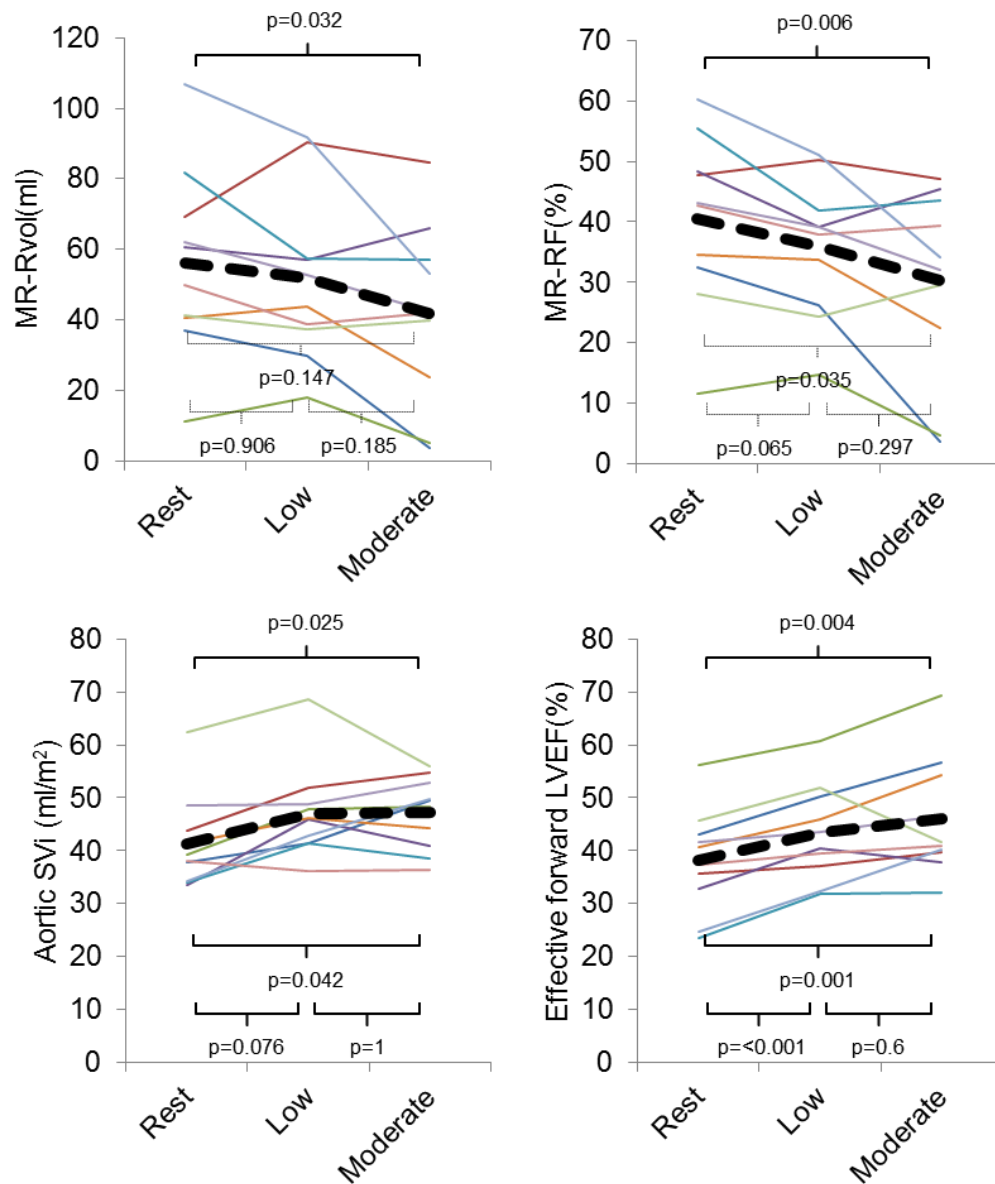 p=0.032
MR-Rvol(ml)
120
100
80
60
40
20
0
p=0.147
p=0.906
p=0.185
Rest
Low
Moderate
p=0.006
MR-RF(%)
70
60
50
40
30
20
10
0
p=0.035
p=0.065
p=0.297
Rest
Low
Moderate
p=0.025
Aortic SVi (ml/m²)
80
70
60
50
40
30
20
10
0
p=0.042
p=0.076
p=1
Rest
Low
Moderate
p=0.004
Effective forward LVEF(%)
80
70
60
50
40
30
20
10
0
p=0.001
p=<0.001
p=0.6
Rest
Low
Moderate